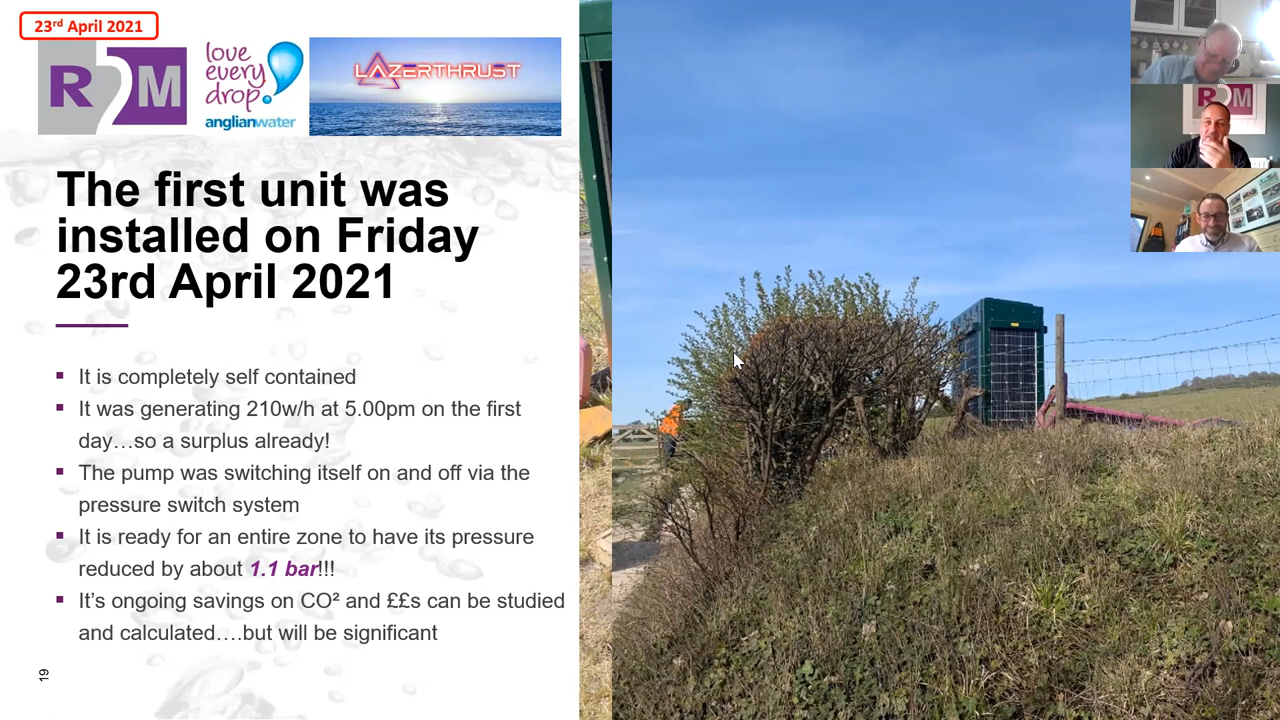 23rd April 2021
R2M
love
every
drop
anglianwater
LAZERTHRUST
R2M
The first unit was
installed on Friday
23rd April 2021
▪ It is completely self contained
▪ It was generating 210w/h at 5.00pm on the first
day…so a surplus already!
▪ The pump was switching itself on and off via the
pressure switch system
▪ It is ready for an entire zone to have its pressure
reduced by about 1.1 bar!!!
▪ It’s ongoing savings on CO² and ££s can be studied
and calculated….but will be significant
19